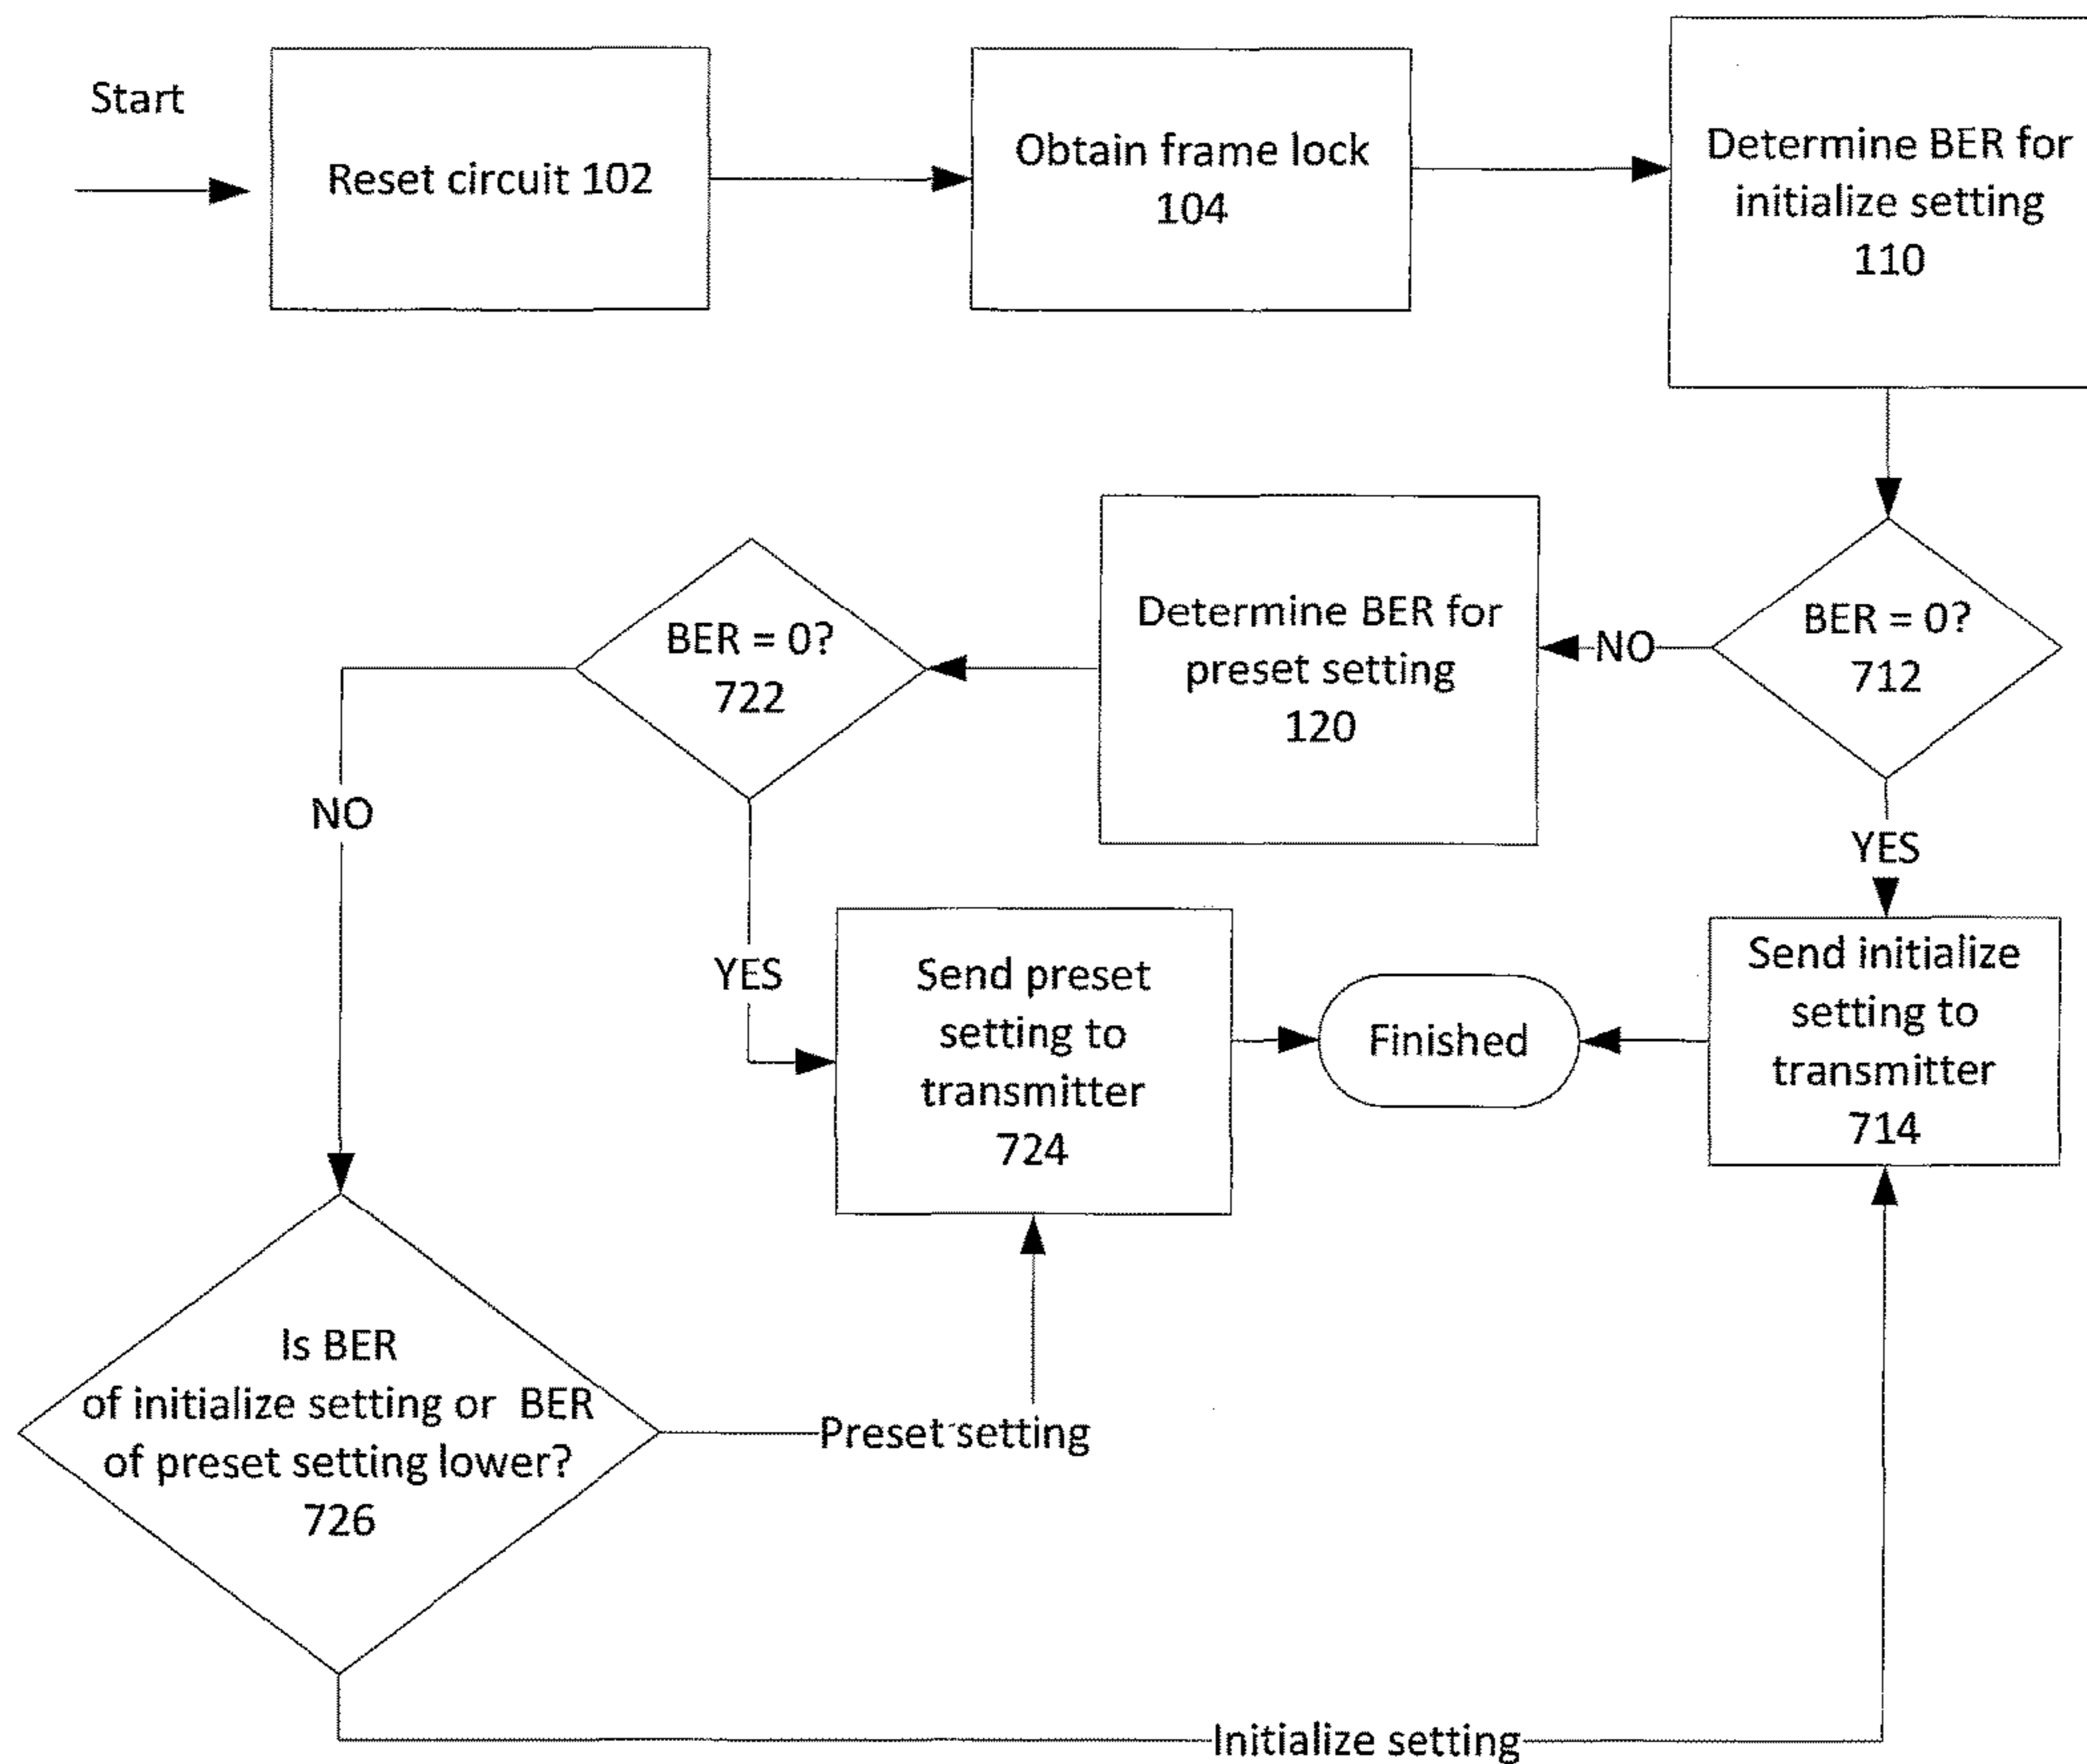 Start
Reset circuit 102
Obtain frame lock
104
Determine BER for
initialize setting
110
BER = 0?
712
NO
Determine BER for
preset setting
120
BER = 0?
722
NO
YES
YES
Send preset
setting to
transmitter
724
Finished
Send initialize
setting to
transmitter
714
Is BER
of initialize setting or BER
of preset setting lower?
726
Preset setting
Initialize setting